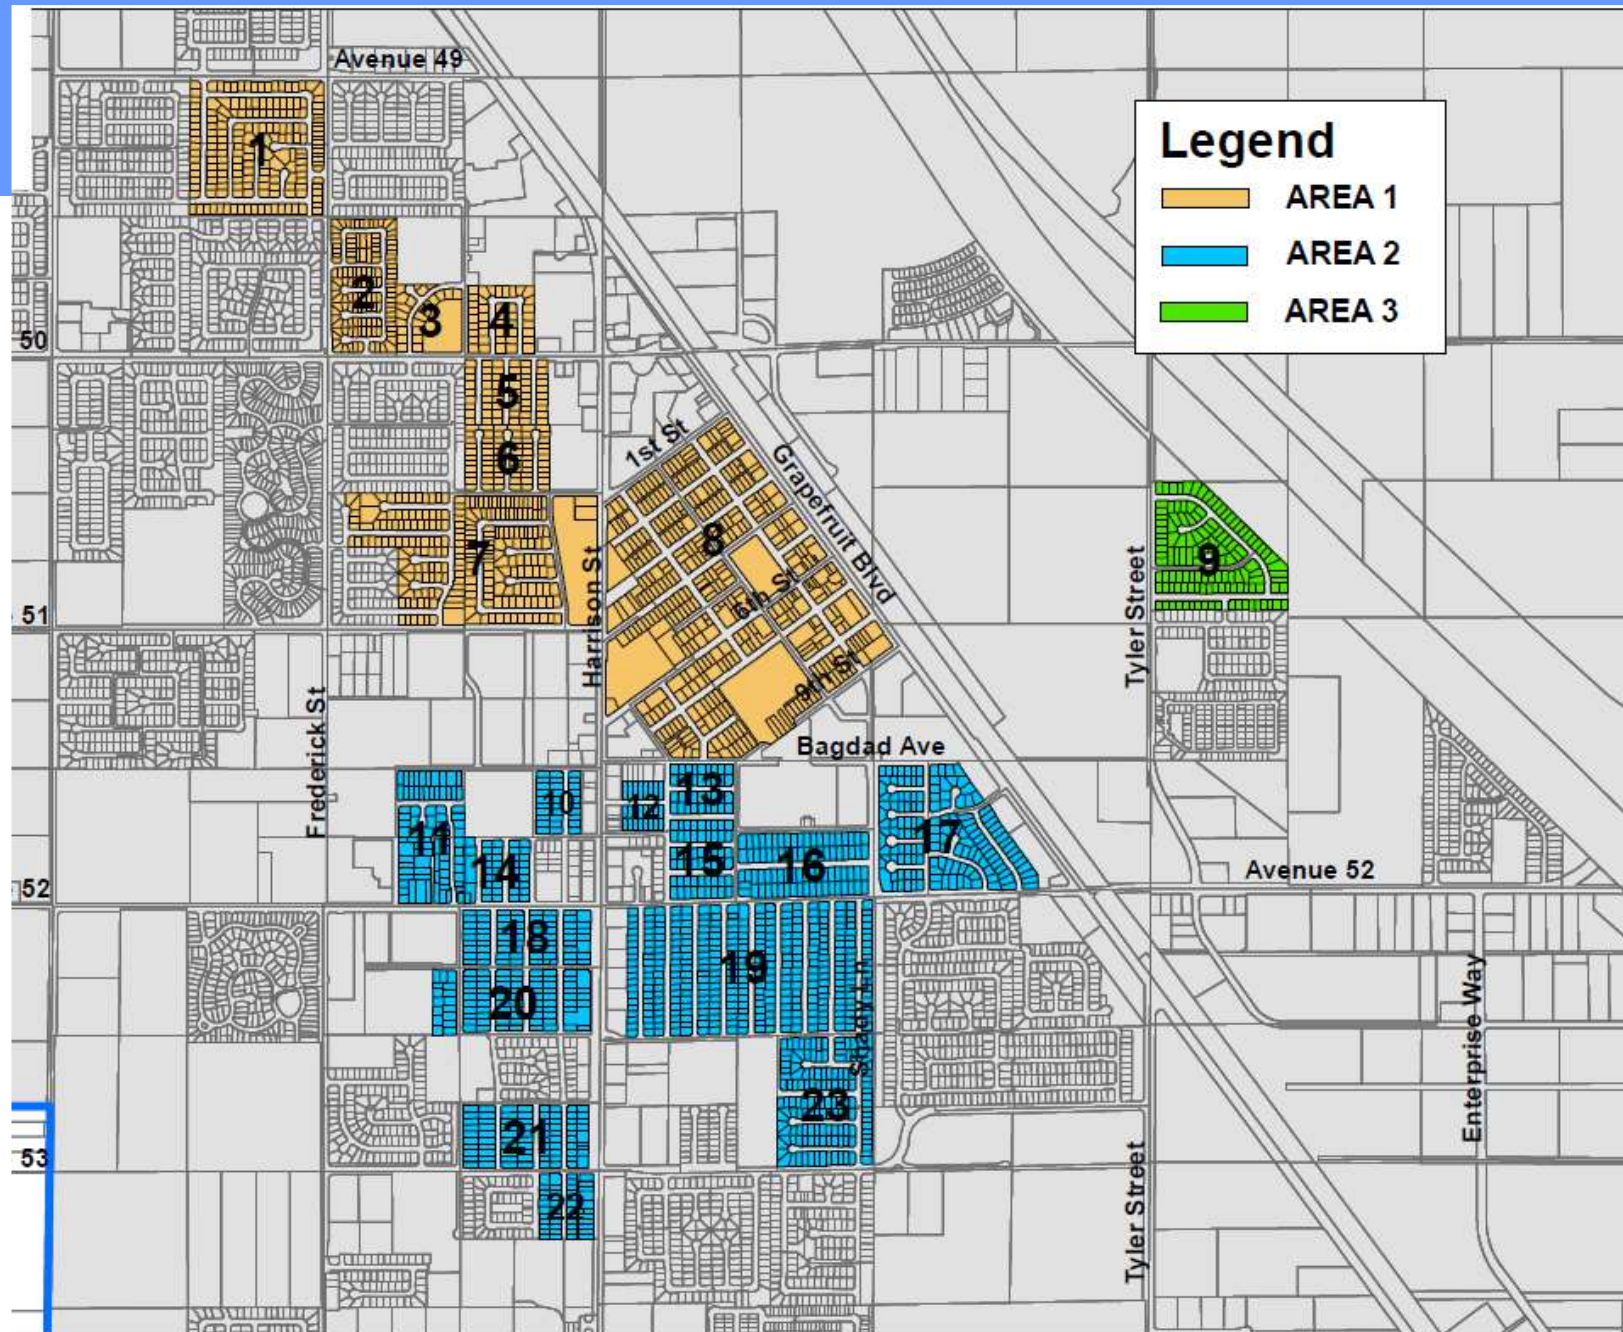 Avenue 49
Legend
AREA 1
AREA 2
AREA 3
1
2
3
4
50
5
6
1st St
Grapefruit Blvd
7
8
6th St
9
Harrison St
Tyler Street
51
9th St
Frederick St
Bagdad Ave
10
11
12
13
14
15
16
17
Avenue 52
52
18
19
20
Shady Ln
Enterprise Way
21
23
53
22
Tyler Street